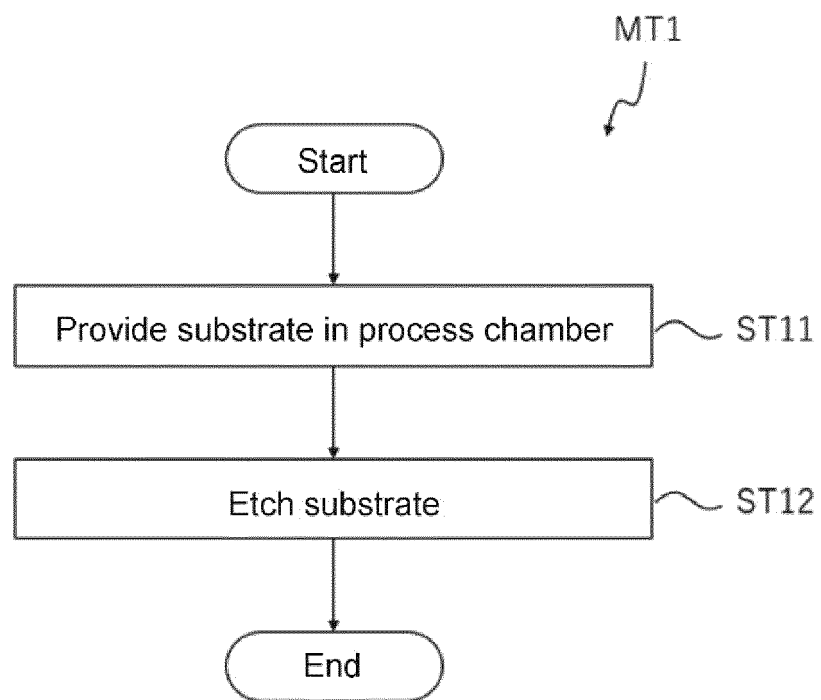 MT1
Start
Provide substrate in process chamber
ST11
Etch substrate
ST12
End